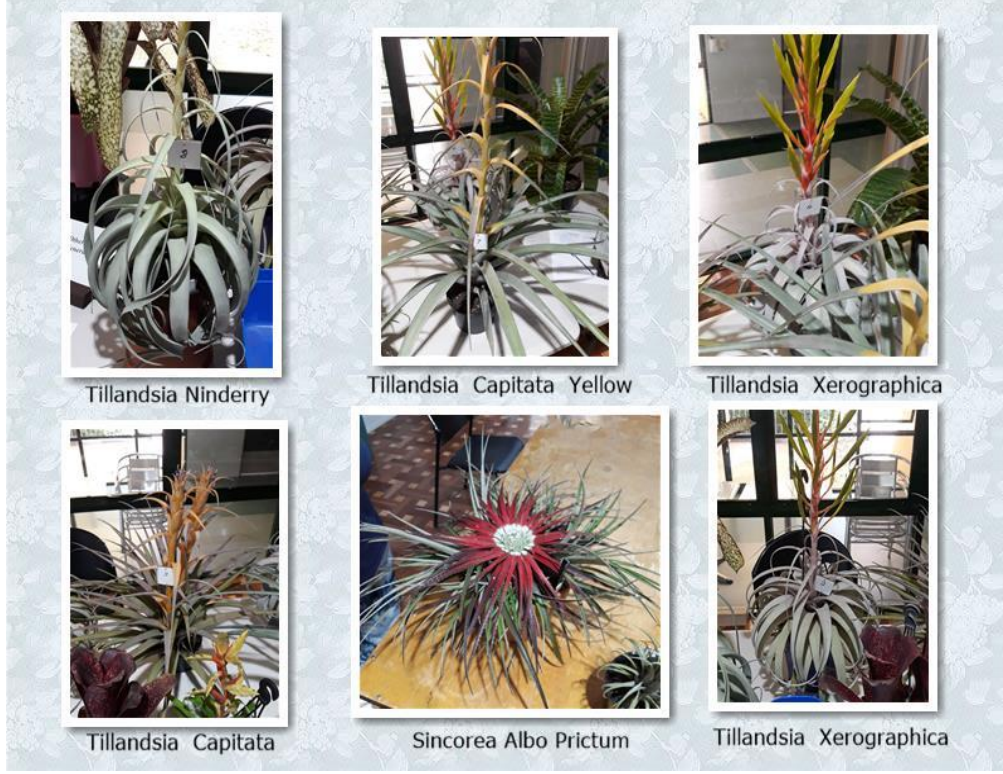 Tillandsia Ninderry
Tillandsia Capitata Yellow
Tillandsia Xerographica
Tillandsia Capitata
Sincorea Albo Prictum
Tillandsia Xerographica